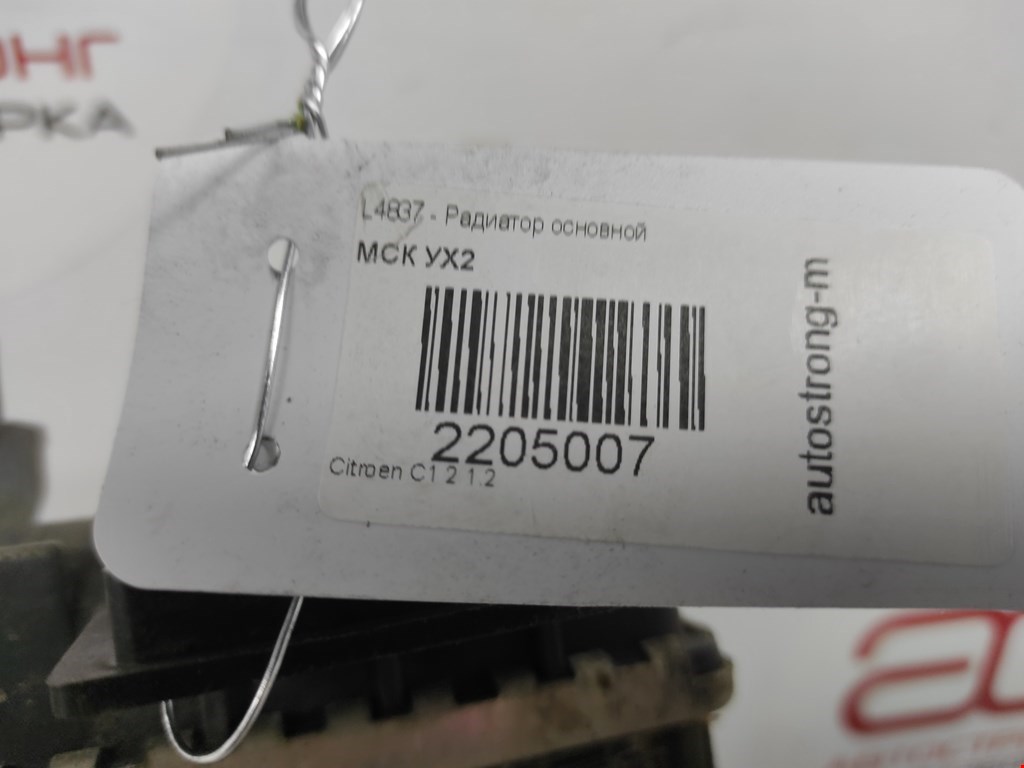 L4837 - Радиатор основной
МСК УХ2
2205007
Citroen C1 2 1.2
autostrong-m